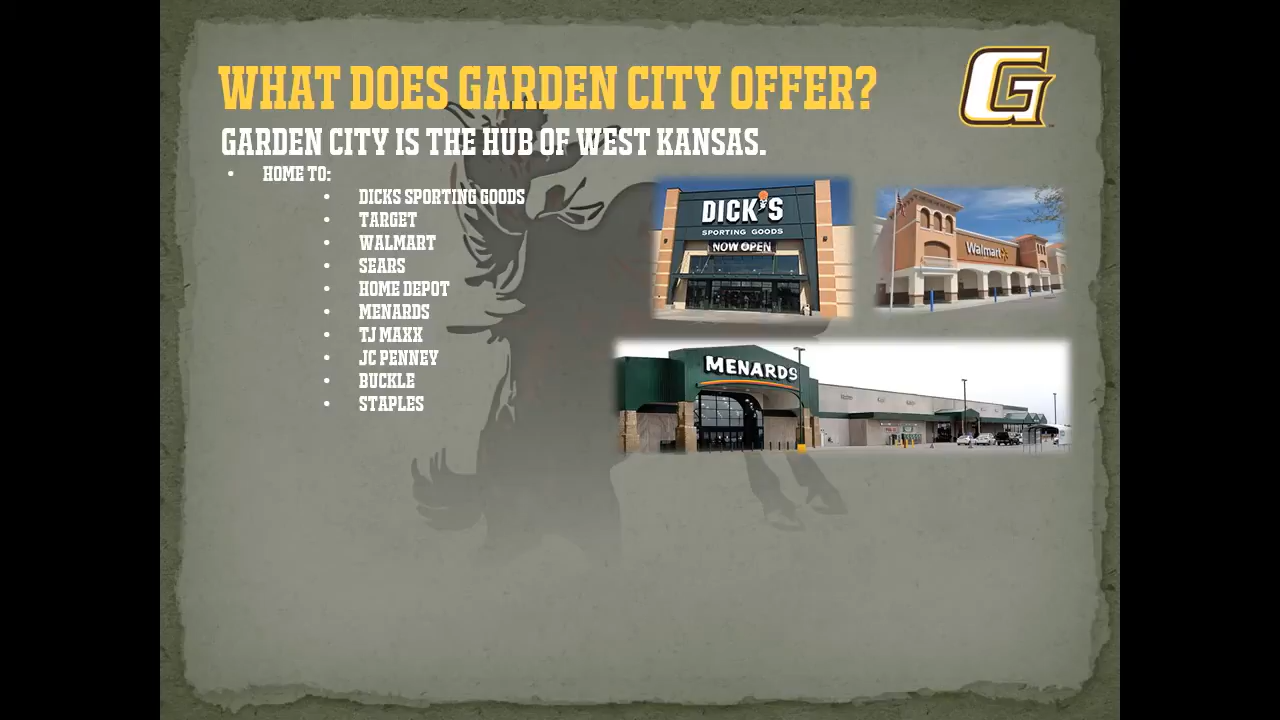 WHAT DOES GARDEN CITY OFFER?
GARDEN CITY IS THE HUB OF WEST KANSAS.
• HOME TO:
• DICKS SPORTING GOODS
• TARGET
• WALMART
• SEARS
• HOME DEPOT
• MENARDS
• TJ MAXX
• JC PENNEY
• BUCKLE
• STAPLES
G
DICK'S
SPORTING GOODS
NOW OPEN
Walmart
MENARDS